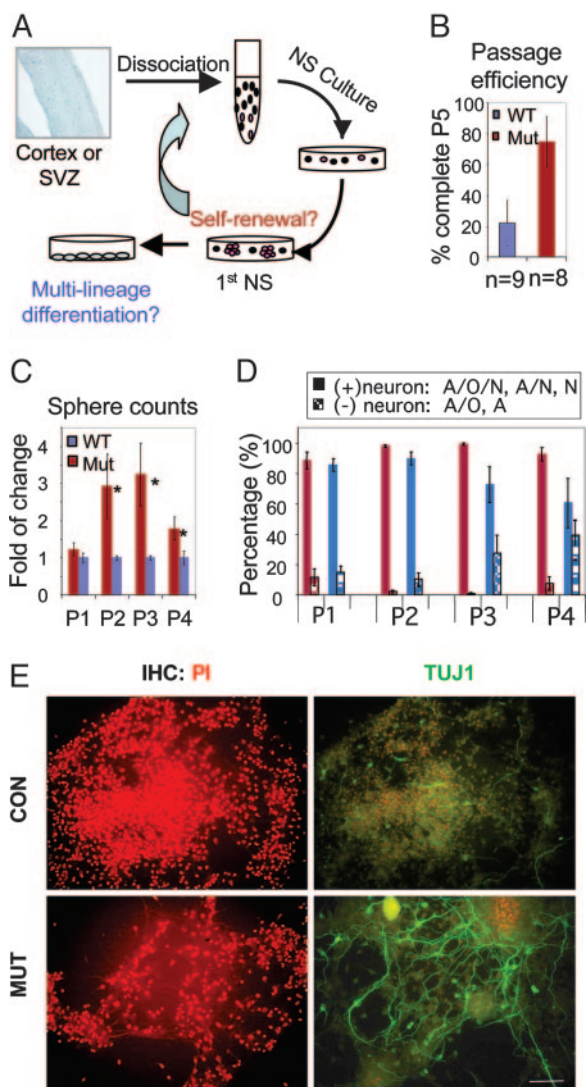 A
Dissociation
NS Culture
Cortex or
SVZ
Self-renewal?
1st NS
Multi-lineage
differentiation?
B
Passage
efficiency
% complete P5
100
80
60
40
20
0
WT
Mut
n=9 n=8
C
Sphere counts
Fold of change
4
3
2
1
0
WT
Mut
*
*
*
P1 P2 P3 P4
D
(+)neuron: A/O/N, A/N, N
(-) neuron: A/O, A
Percentage (%)
100
80
60
40
20
0
P1 P2 P3 P4
E
IHC: PI TUJ1
CON
MUT